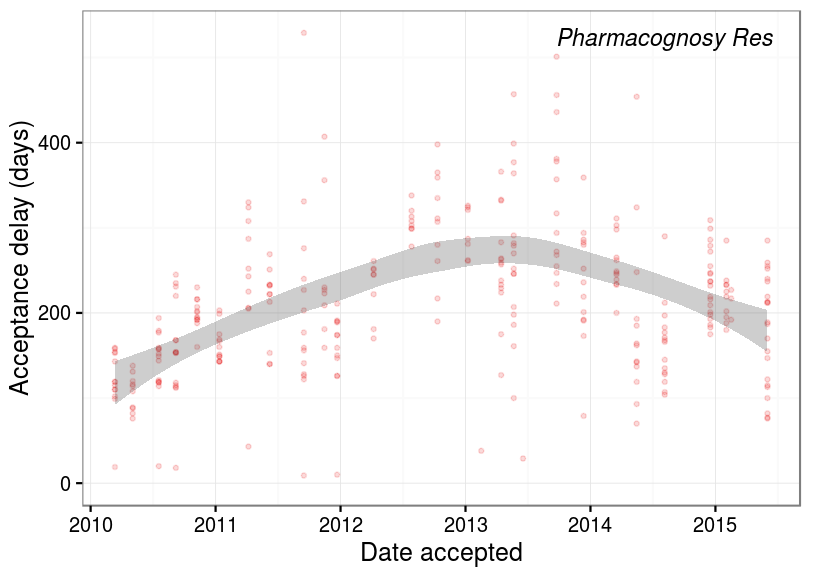 Pharmacognosy Res
Acceptance delay (days)
400
200
0
2010 2011 2012 2013 2014 2015
Date accepted